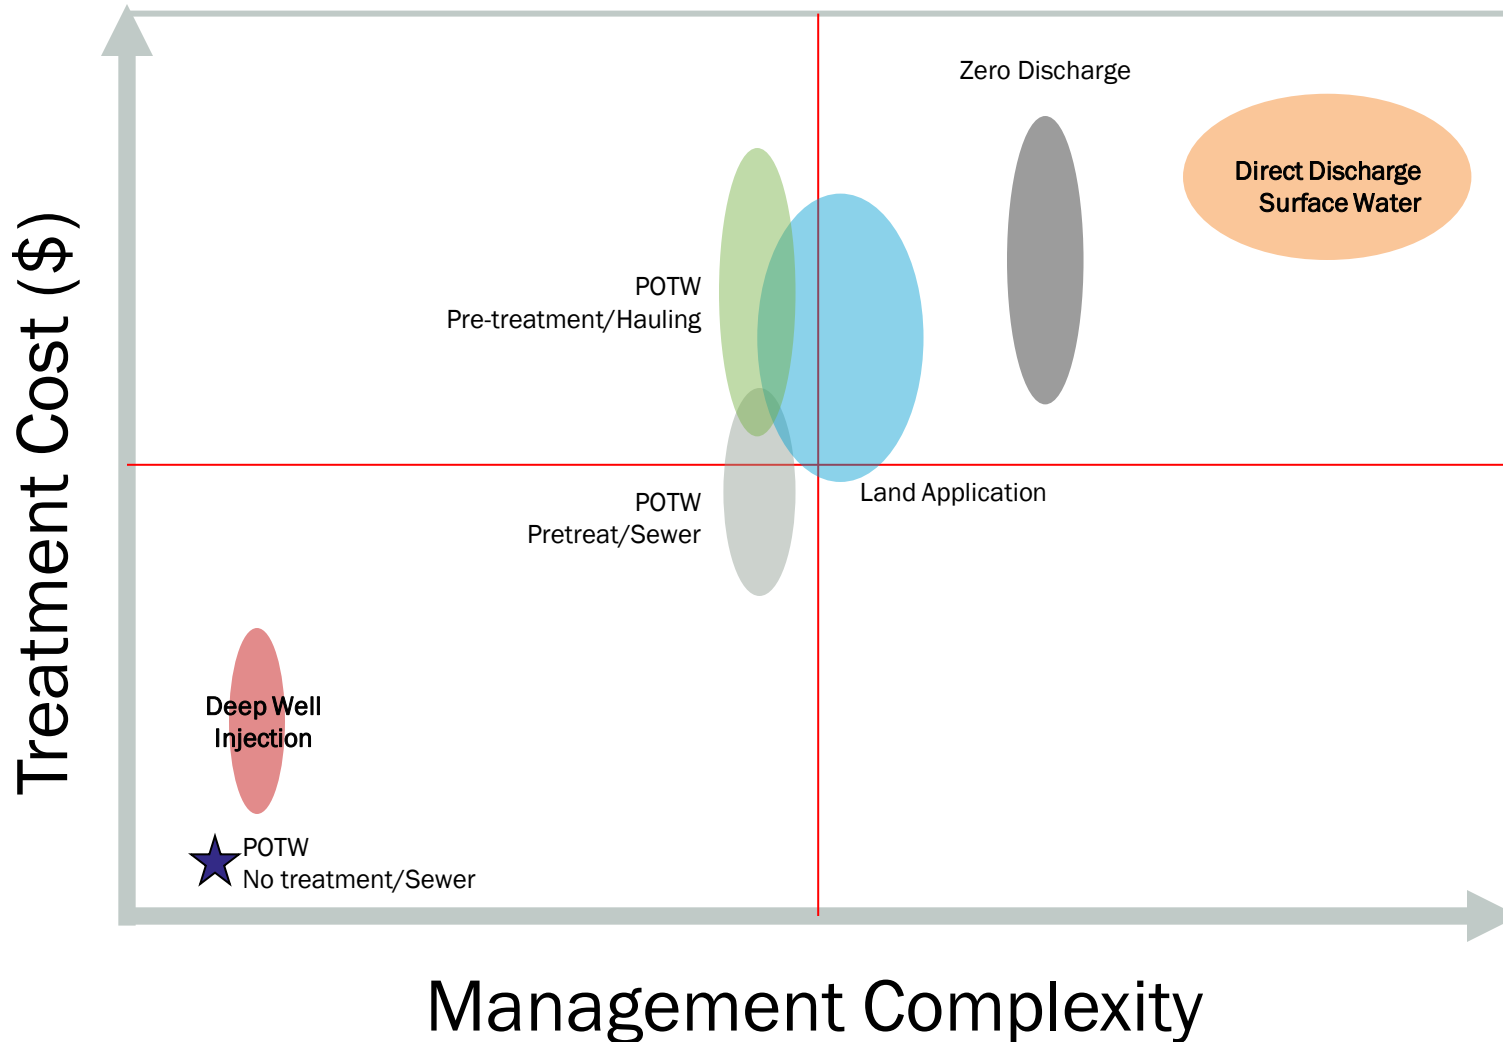 Zero Discharge
Direct Discharge
Surface Water
POTW
Pre-treatment/Hauling
Treatment Cost ($)
POTW
Pretreat/Sewer
Land Application
Deep Well
Injection
POTW
No treatment/Sewer
Management Complexity